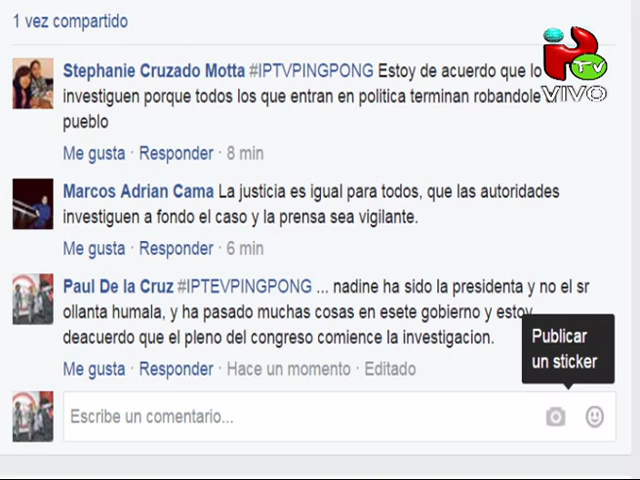 1 vez compartido
TV
VIVO
Stephanie Cruzado Motta #IPTVPINGPONG Estoy de acuerdo que lo
investiguen porque todos los que entran en politica terminan robandole
pueblo
Me gusta · Responder · 8 min
Marcos Adrian Cama La justicia es igual para todos, que las autoridades
investiguen a fondo el caso y la prensa sea vigilante.
Me gusta · Responder · 6 min
Paul De la Cruz #IPTEVPINGPONG ... nadine ha sido la presidenta y no el sr
ollanta humala, y ha pasado muchas cosas en esete gobierno y estoy
deacuerdo que el pleno del congreso comience la investigacion.
Me gusta · Responder · Hace un momento · Editado
Publicar
un sticker
Escribe un comentario...